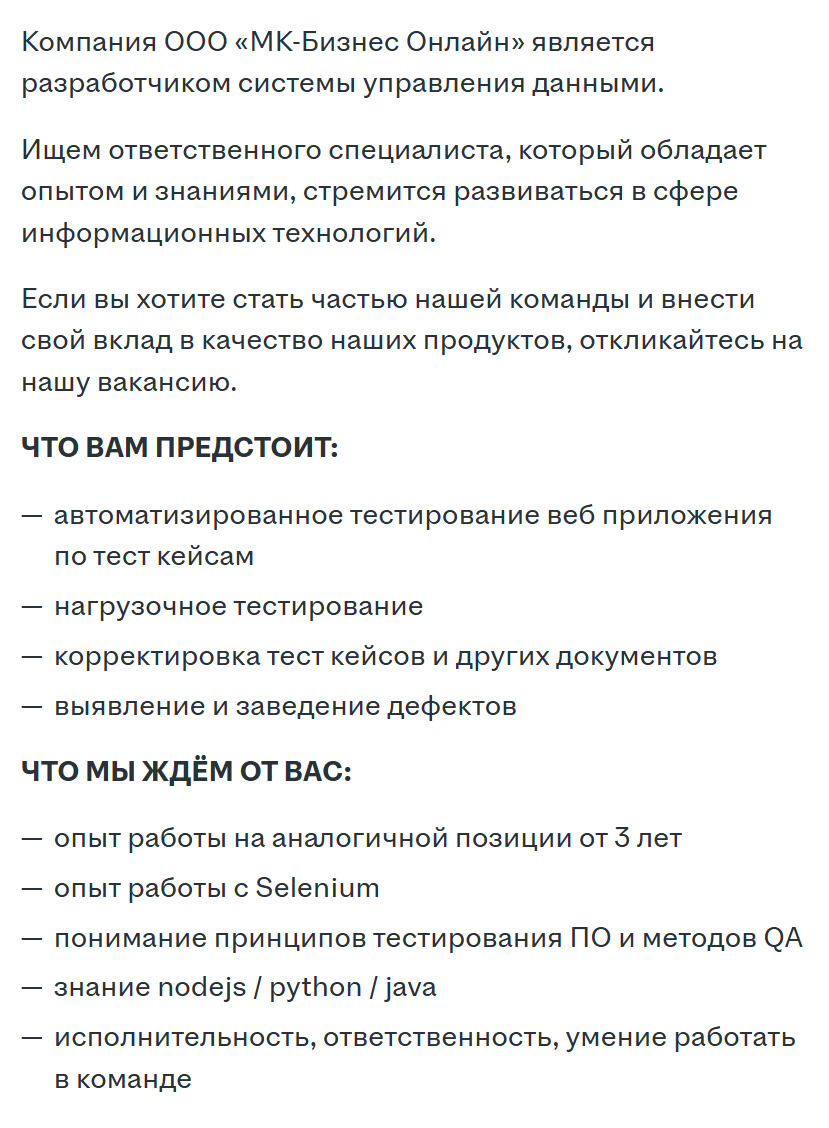 Компания ООО «МК-Бизнес Онлайн» является
разработчиком системы управления данными.
Ищем ответственного специалиста, который обладает
опытом и знаниями, стремится развиваться в сфере
информационных технологий.
Если вы хотите стать частью нашей команды и внести
свой вклад в качество наших продуктов, откликайтесь на
нашу вакансию.
ЧТО ВАМ ПРЕДСТОИТ:
— автоматизированное тестирование веб приложения
по тест кейсам
— нагрузочное тестирование
— корректировка тест кейсов и других документов
— выявление и заведение дефектов
ЧТО МЫ ЖДЁМ ОТ ВАС:
— опыт работы на аналогичной позиции от 3 лет
— опыт работы с Selenium
— понимание принципов тестирования ПО и методов QA
— знание nodejs / python / java
— исполнительность, ответственность, умение работать
в команде